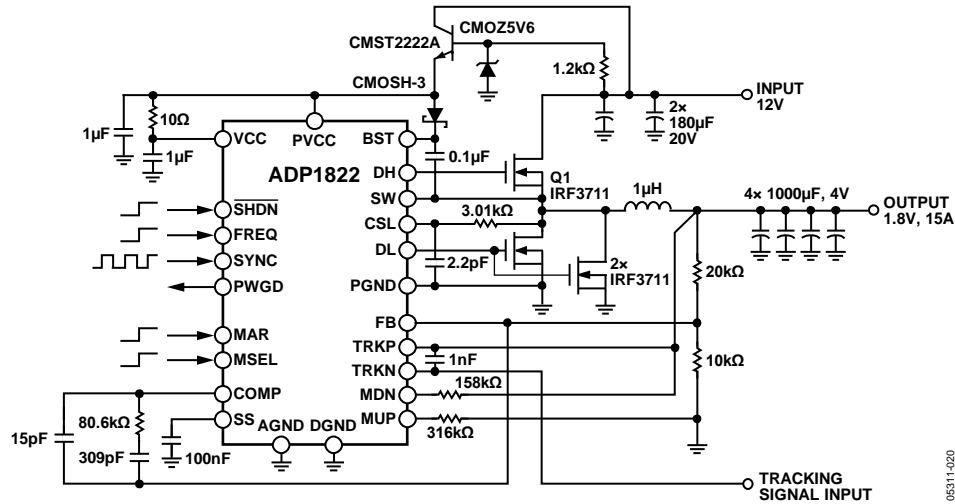 CMOZ5V6
CMST2222A
1.2kΩ
CMOSH-3
INPUT
12V
2×
180µF
20V
1µF
10Ω
1µF
VCC
PVCC
BST
0.1µF
ADP1822
DH
Q1
IRF3711
SW
1µH
4× 1000µF, 4V
OUTPUT
1.8V, 15A
SHDN
CSL
3.01kΩ
FREQ
DL
SYNC
2.2pF
2×
IRF3711
20kΩ
PWGD
PGND
FB
MAR
TRKP
1nF
MSEL
TRKN
10kΩ
COMP
MDN
158kΩ
80.6kΩ
SS
MUP
316kΩ
15pF
AGND
DGND
309pF
100nF
TRACKING
SIGNAL INPUT
05311-020